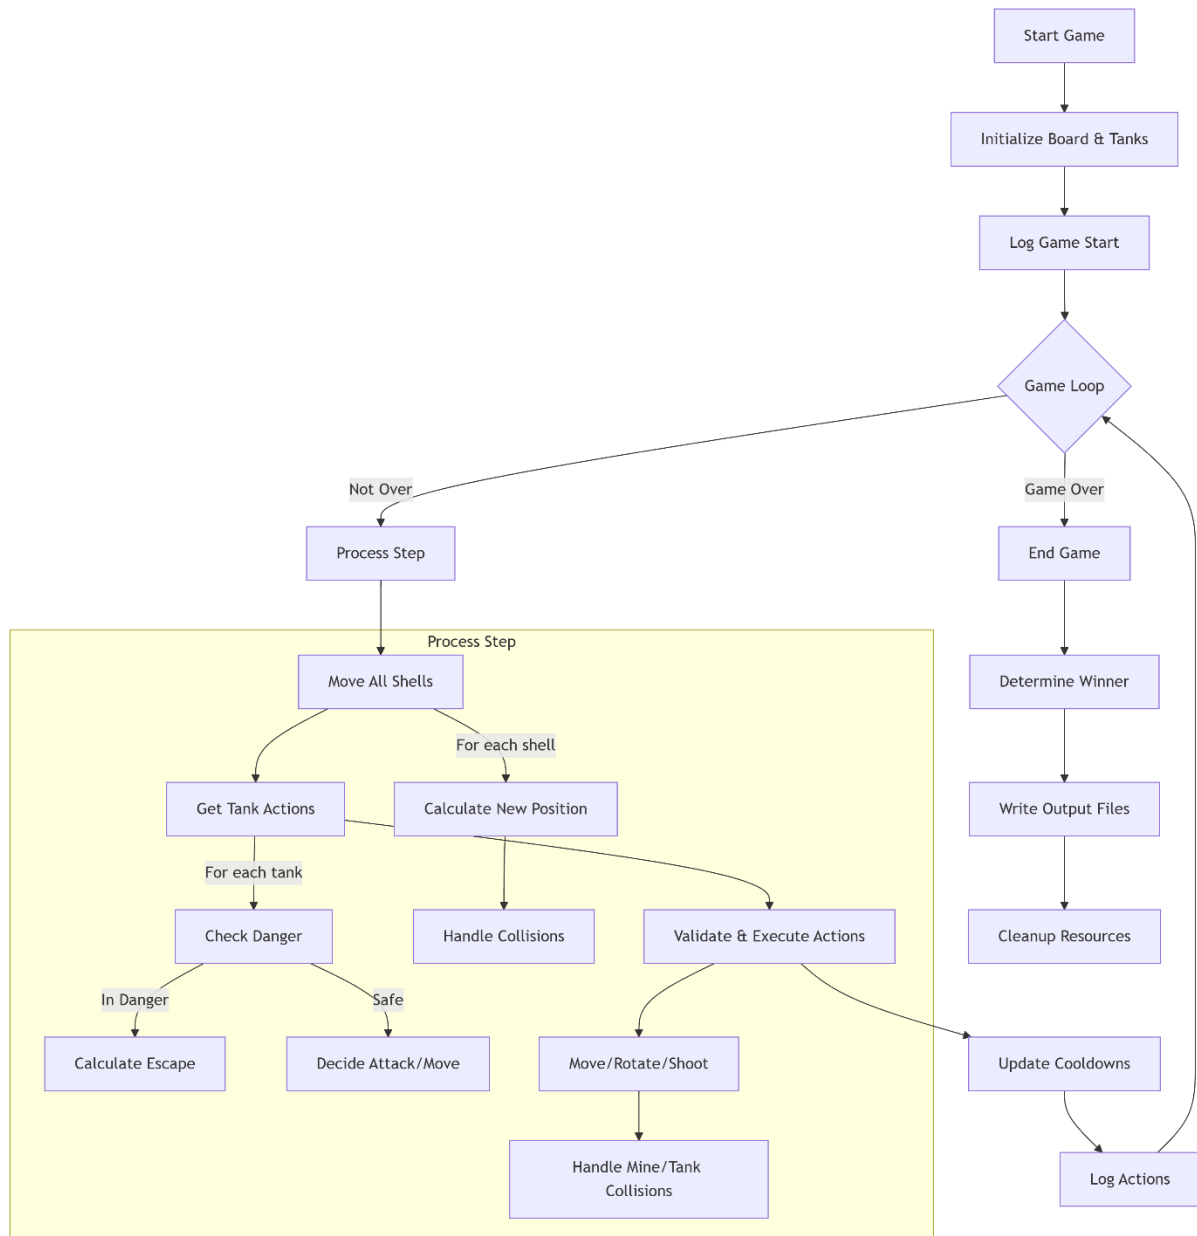 Start Game
Initialize Board & Tanks
Log Game Start
Game Loop
Not Over
Game Over
Process Step
End Game
Process Step
Move All Shells
Determine Winner
For each shell
Get Tank Actions
Calculate New Position
Write Output Files
For each tank
Check Danger
Handle Collisions
Validate & Execute Actions
Cleanup Resources
In Danger
Safe
Calculate Escape
Decide Attack/Move
Move/Rotate/Shoot
Update Cooldowns
Handle Mine/Tank
Collisions
Log Actions